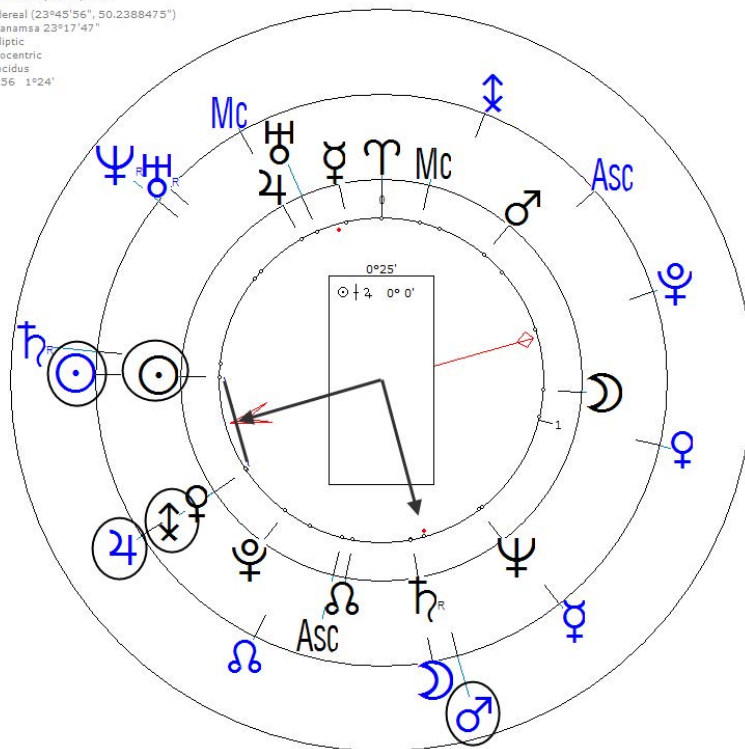 dereal (23°45'56", 50.2388475")
anamsa 23°17'47"
liptic
ocentric
acidus
56 1°24'
Mc
Asc
R
R
Mc
0
0°25'
0° 0'
R
1
R
Asc